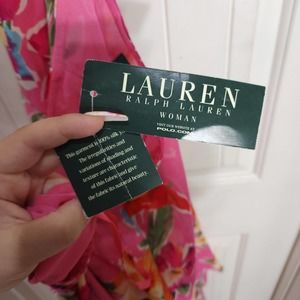 LAUREN
RALPH LAUREN
WOMAN
VISIT OUR WEBSITE AT
POLO.COM
This garment is 100% silk
The irregularities and
variations of shading and
texture are characteristic
of this fabric and give
the fabric its natural beauty.